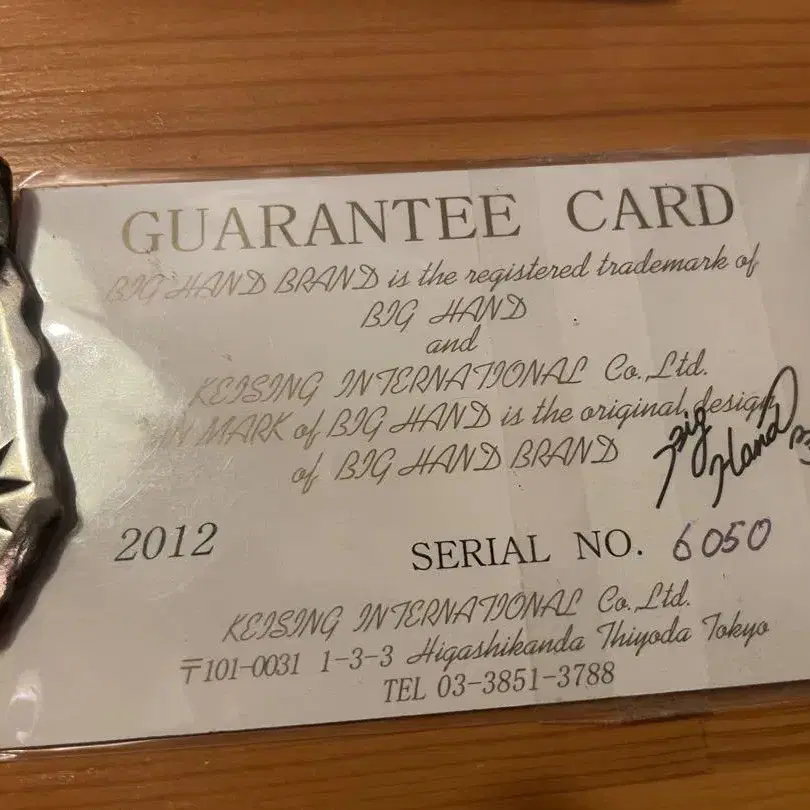 GUARANTEE CARD
BIG HAND BRAND is the registered trademark of
BIG HAND
and
KEISING INTERNATIONAL Co.,Ltd.
MARK of BIG HAND is the original design
of BIG HAND BRAND
Big Hand
2012 SERIAL NO. 6050
KEISING INTERNATIONAL Co.,Ltd.
〒101-0031 1-3-3 Higashikanda Thiyoda Tokyo
TEL 03-3851-3788